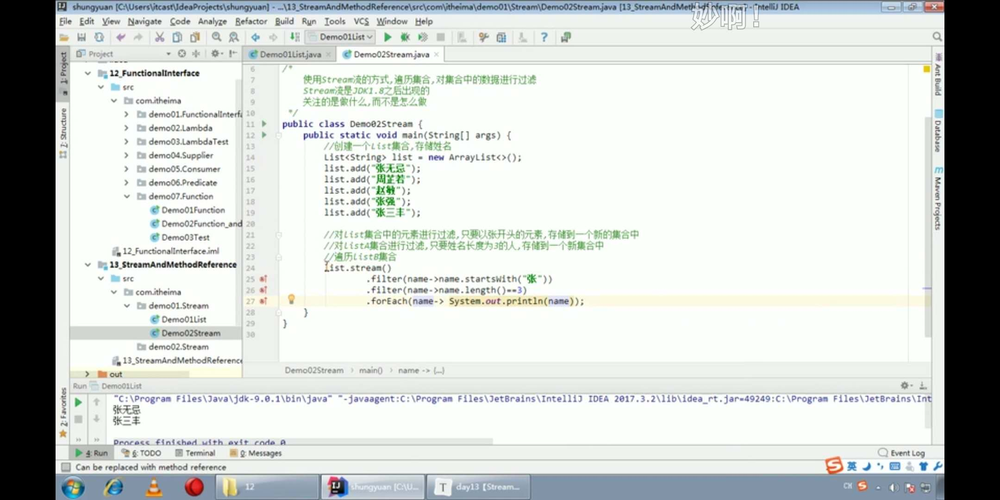 shungyuan [C:\Users\itcast\IdeaProjects\shungyuan] - ...\13_StreamAndMethodReference\src\com\itheima\demo01\Stream\Demo02Stream.java [13_StreamAndMethodReference] - IntelliJ IDEA
妙啊！
File Edit View Navigate Code Analyze Refactor Build Run Tools VCS Window Help
Demo01List
Project
Demo01List.java
Demo02Stream.java
1: Project
7: Structure
2: Favorites
Ant Build
Database
Maven Projects
12_FunctionalInterface
src
com.itheima
demo01.FunctionalInterfa
demo02.Lambda
demo03.LambdaTest
demo04.Supplier
demo05.Consumer
demo06.Predicate
demo07.Function
Demo01Function
Demo02Function_and
Demo03Test
12_FunctionalInterface.iml
13_StreamAndMethodReference
src
com.itheima
demo01.Stream
Demo01List
Demo02Stream
demo02.Stream
13_StreamAndMethodReference
out
6 /*
7 使用Stream流的方式,遍历集合,对集合中的数据进行过滤
8 Stream流是JDK1.8之后出现的
9 关注的是做什么,而不是怎么做
10 */
11 public class Demo02Stream {
12 public static void main(String[] args) {
13 //创建一个List集合,存储姓名
14 List<String> list = new ArrayList<>();
15 list.add("张无忌");
16 list.add("周芷若");
17 list.add("赵敏");
18 list.add("张强");
19 list.add("张三丰");
20
21 //对list集合中的元素进行过滤,只要以张开头的元素,存储到一个新的集合中
22 //对listA集合进行过滤,只要姓名长度为3的人,存储到一个新集合中
23 //遍历listB集合
24 list.stream()
25 .filter(name->name.startsWith("张"))
26 .filter(name->name.length()==3)
27 .forEach(name-> System.out.println(name));
28 }
29 }
30
Demo02Stream main() name -> {...}
Run Demo01List
"C:\Program Files\Java\jdk-9.0.1\bin\java" "-javaagent:C:\Program Files\JetBrains\IntelliJ IDEA 2017.3.2\lib\idea_rt.jar=49249:C:\Program Files\JetBrains\Int
张无忌
张三丰
Process finished with exit code 0
4: Run 6: TODO Terminal 0: Messages Event Log
Can be replaced with method reference
英
12
shungyuan [C:\U...
day13【Stream...
CH